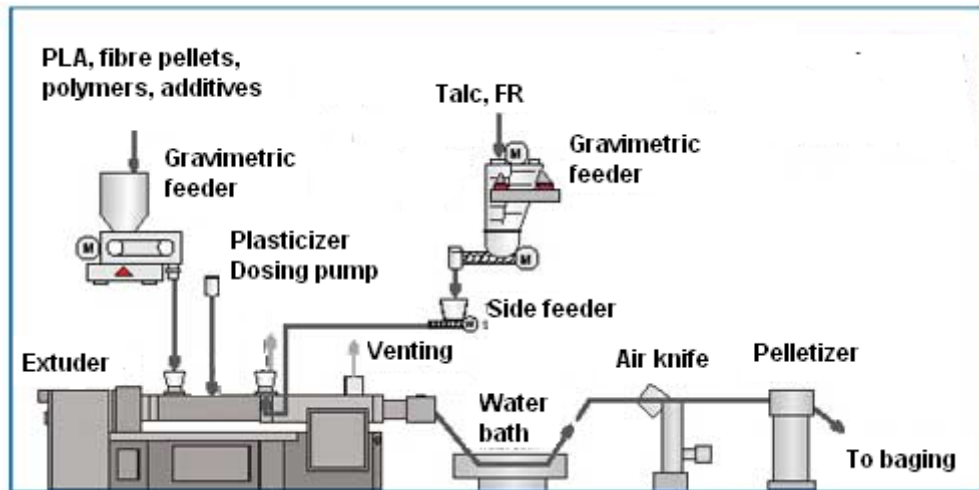 PLA, fibre pellets,
polymers, additives
Talc, FR
Gravimetric
feeder
M
Gravimetric
feeder
M
Plasticizer
Dosing pump
M
Side feeder
Extuder
Venting
Air knife
Pelletizer
Water
bath
To baging